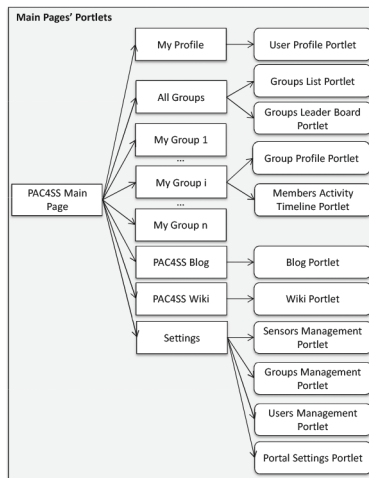 Main Pages' Portlets
My Profile
User Profile Portlet
Groups List Portlet
All Groups
Groups Leader Board
Portlet
My Group 1
...
Group Profile Portlet
My Group i
...
Members Activity
Timeline Portlet
PAC4SS Main
Page
My Group n
PAC4SS Blog
Blog Portlet
PAC4SS Wiki
Wiki Portlet
Settings
Sensors Management
Portlet
Groups Management
Portlet
Users Management
Portlet
Portal Settings Portlet